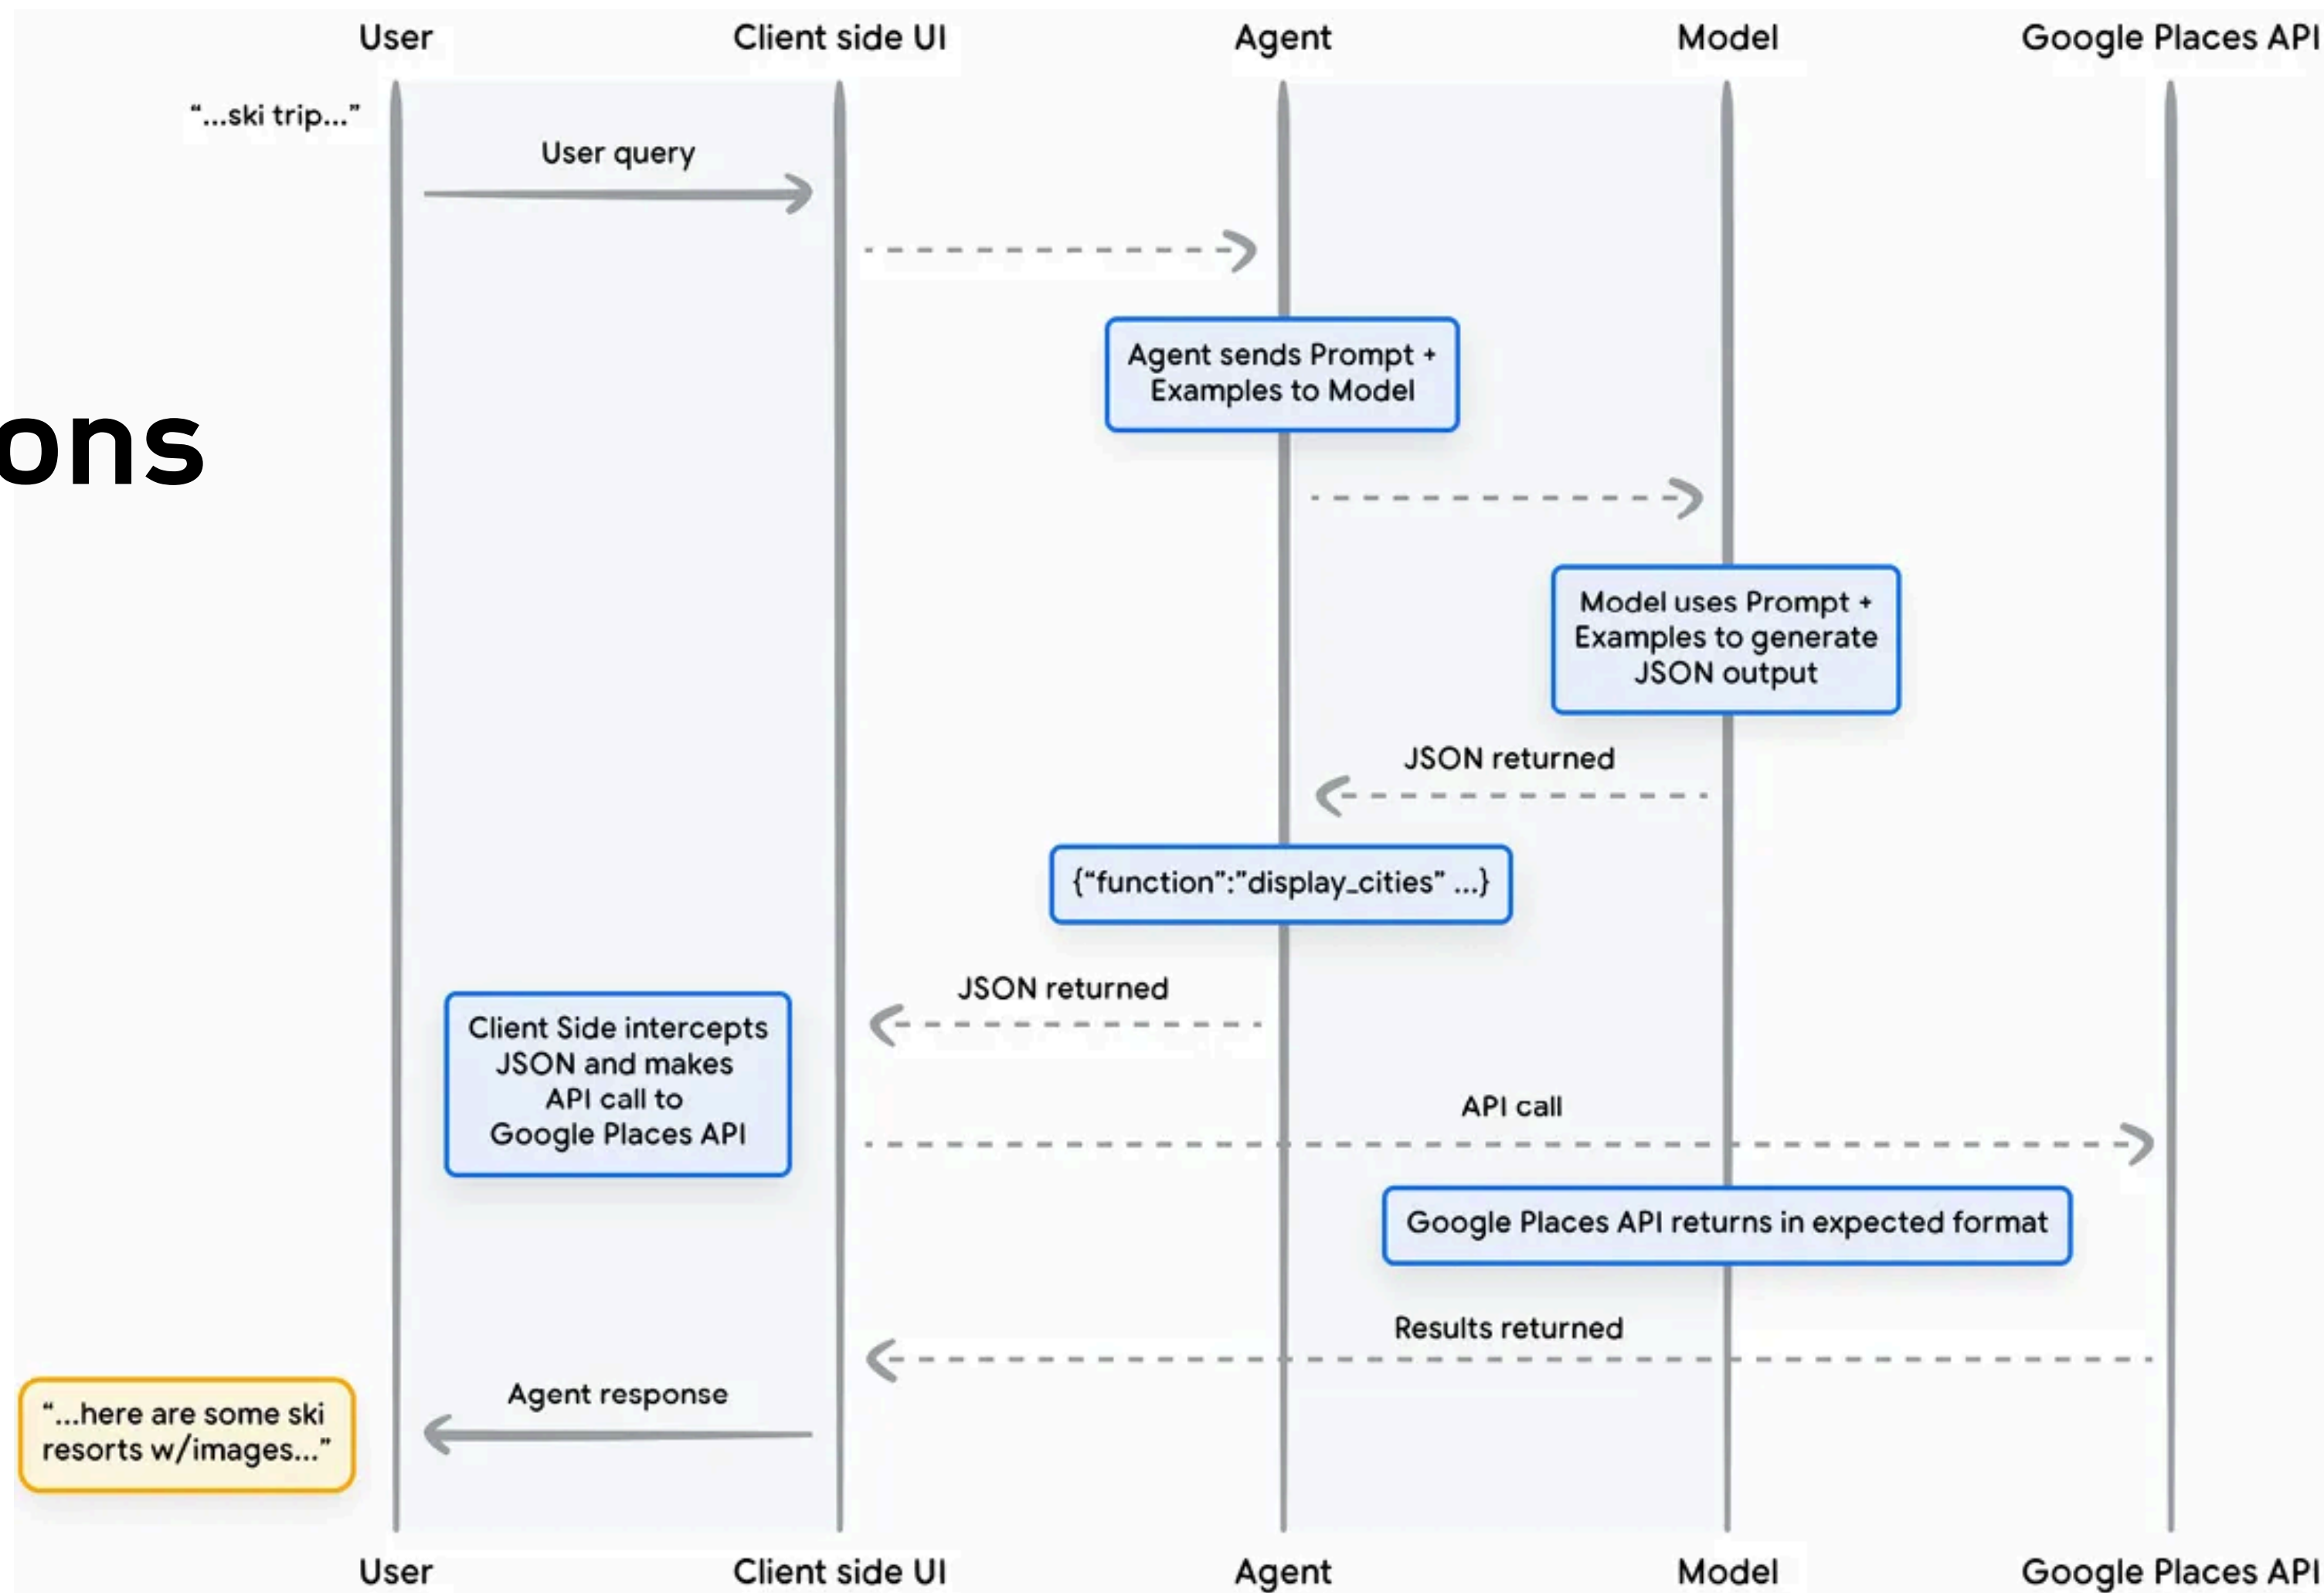 User
Client side UI
Agent
Model
Google Places API
“...ski trip...”
User query
Agent sends Prompt +
Examples to Model
ons
Model uses Prompt +
Examples to generate
JSON output
JSON returned
{“function”:”display_cities” ...}
JSON returned
Client Side intercepts
JSON and makes
API call to
Google Places API
API call
Google Places API returns in expected format
Results returned
Agent response
“...here are some ski
resorts w/images...”
User
Client side UI
Agent
Model
Google Places API